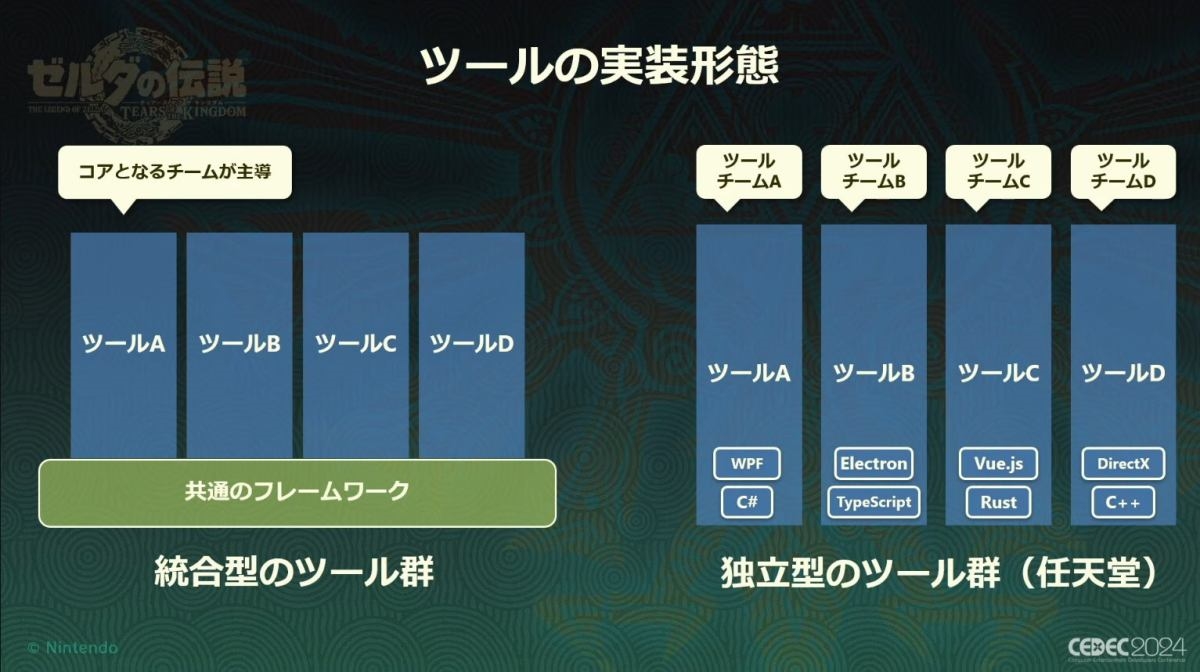 ゼルダの伝説
THE LEGEND OF ZELDA
TEARS OF THE KINGDOM
ツールの実装形態
コアとなるチームが主導
ツールA
ツールB
ツールC
ツールD
共通のフレームワーク
統合型のツール群
ツール
チームA
ツール
チームB
ツール
チームC
ツール
チームD
ツールA
ツールB
ツールC
ツールD
WPF
Electron
Vue.js
DirectX
C#
TypeScript
Rust
C++
独立型のツール群（任天堂）
© Nintendo
CEDEC2024
Computer Entertainment Developers Conference